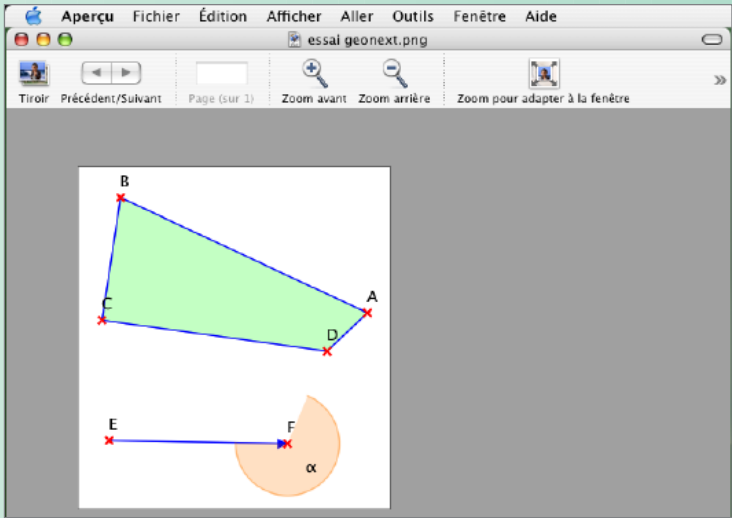 Aperçu Fichier Édition Afficher Aller Outils Fenêtre Aide
essai geonext.png
Tiroir Précédent/Suivant Page (sur 1) Zoom avant Zoom arrière Zoom pour adapter à la fenêtre
»
B
A
C
D
E
F
α